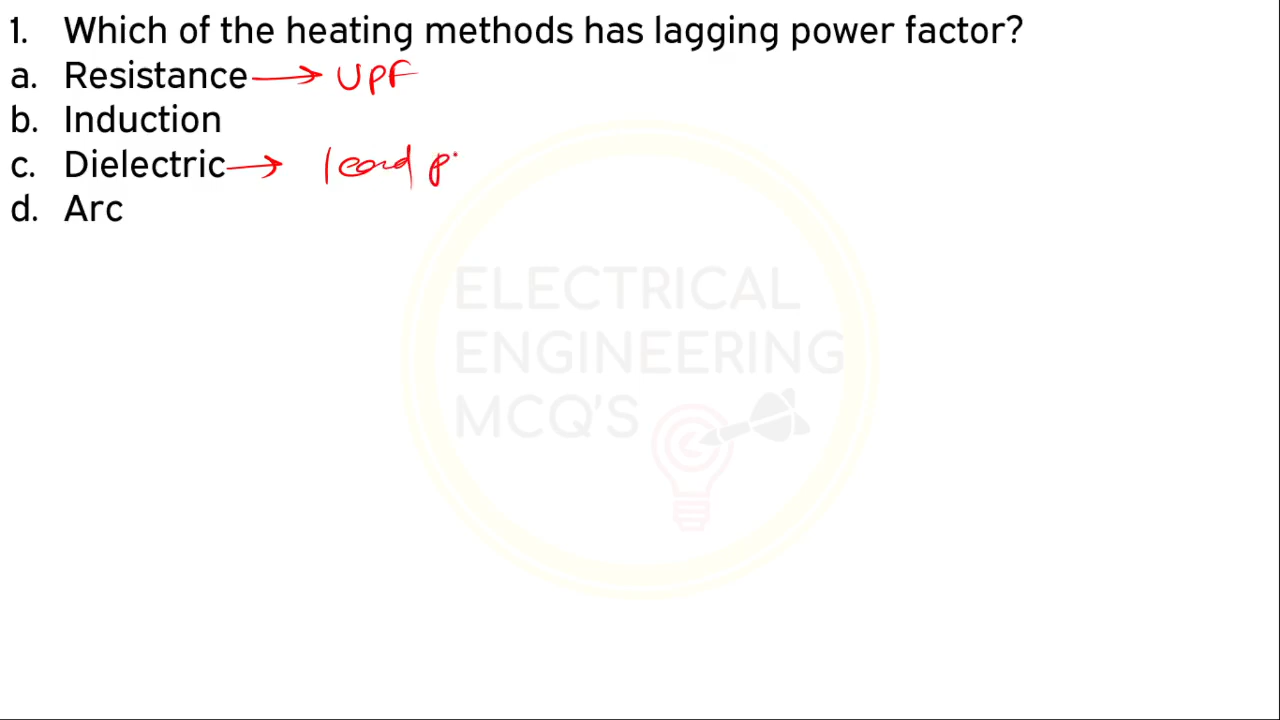 1. Which of the heating methods has lagging power factor?
a. Resistance → UPF
b. Induction
c. Dielectric → lead p
d. Arc
ELECTRICAL
ENGINEERING
MCQ'S